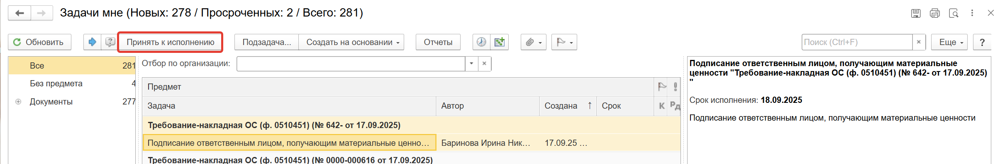 Задачи мне (Новых: 278 / Просроченных: 2 / Всего: 281)
Обновить
?
Принять к исполнению
Подзадача...
Создать на основании
Отчеты
Поиск (Ctrl+F)
×
Еще
?
Все 281
Без предмета 4
Документы 277
Отбор по организации:
×
Предмет
!
Задача
Автор
Создана ↑
Срок
К
Рд
Требование-накладная ОС (ф. 0510451) (№ 642- от 17.09.2025)
Подписание ответственным лицом, получающим материальные ценно...
Баринова Ирина Ник...
17.09.25 ...
Требование-накладная ОС (ф. 0510451) (№ 0000-000616 от 17.09.2025)
Подписание ответственным лицом, получающим материальные
ценности "Требование-накладная ОС (ф. 0510451) (№ 642- от 17.09.2025)
"
Срок исполнения: 18.09.2025
Подписание ответственным лицом, получающим материальные ценности